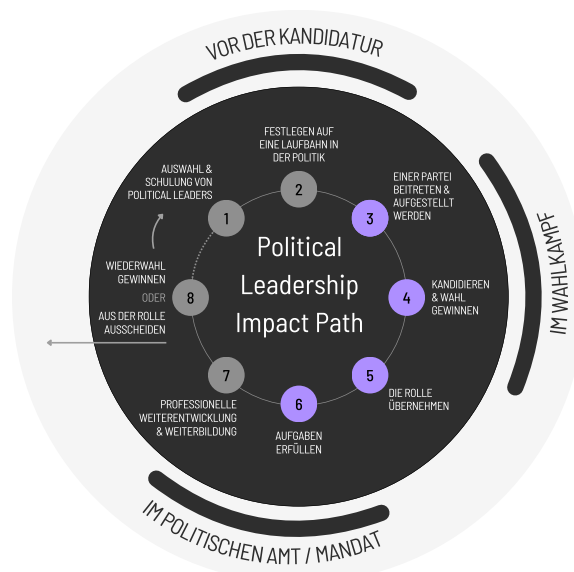 VOR DER KANDIDATUR
FESTLEGEN AUF
EINE LAUFBAHN IN
DER POLITIK
2
AUSWAHL &
SCHULUNG VON
POLITICAL LEADERS
1
EINER PARTEI
BEITRETEN &
AUFGESTELLT
WERDEN
3
Political
Leadership
Impact Path
WIEDERWAHL
GEWINNEN
ODER
AUS DER ROLLE
AUSSCHEIDEN
8
4
KANDIDIEREN
& WAHL
GEWINNEN
IM WAHLKAMPF
7
PROFESSIONELLE
WEITERENTWICKLUNG
& WEITERBILDUNG
5
DIE ROLLE
ÜBERNEHMEN
6
AUFGABEN
ERFÜLLEN
IM POLITISCHEN AMT / MANDAT